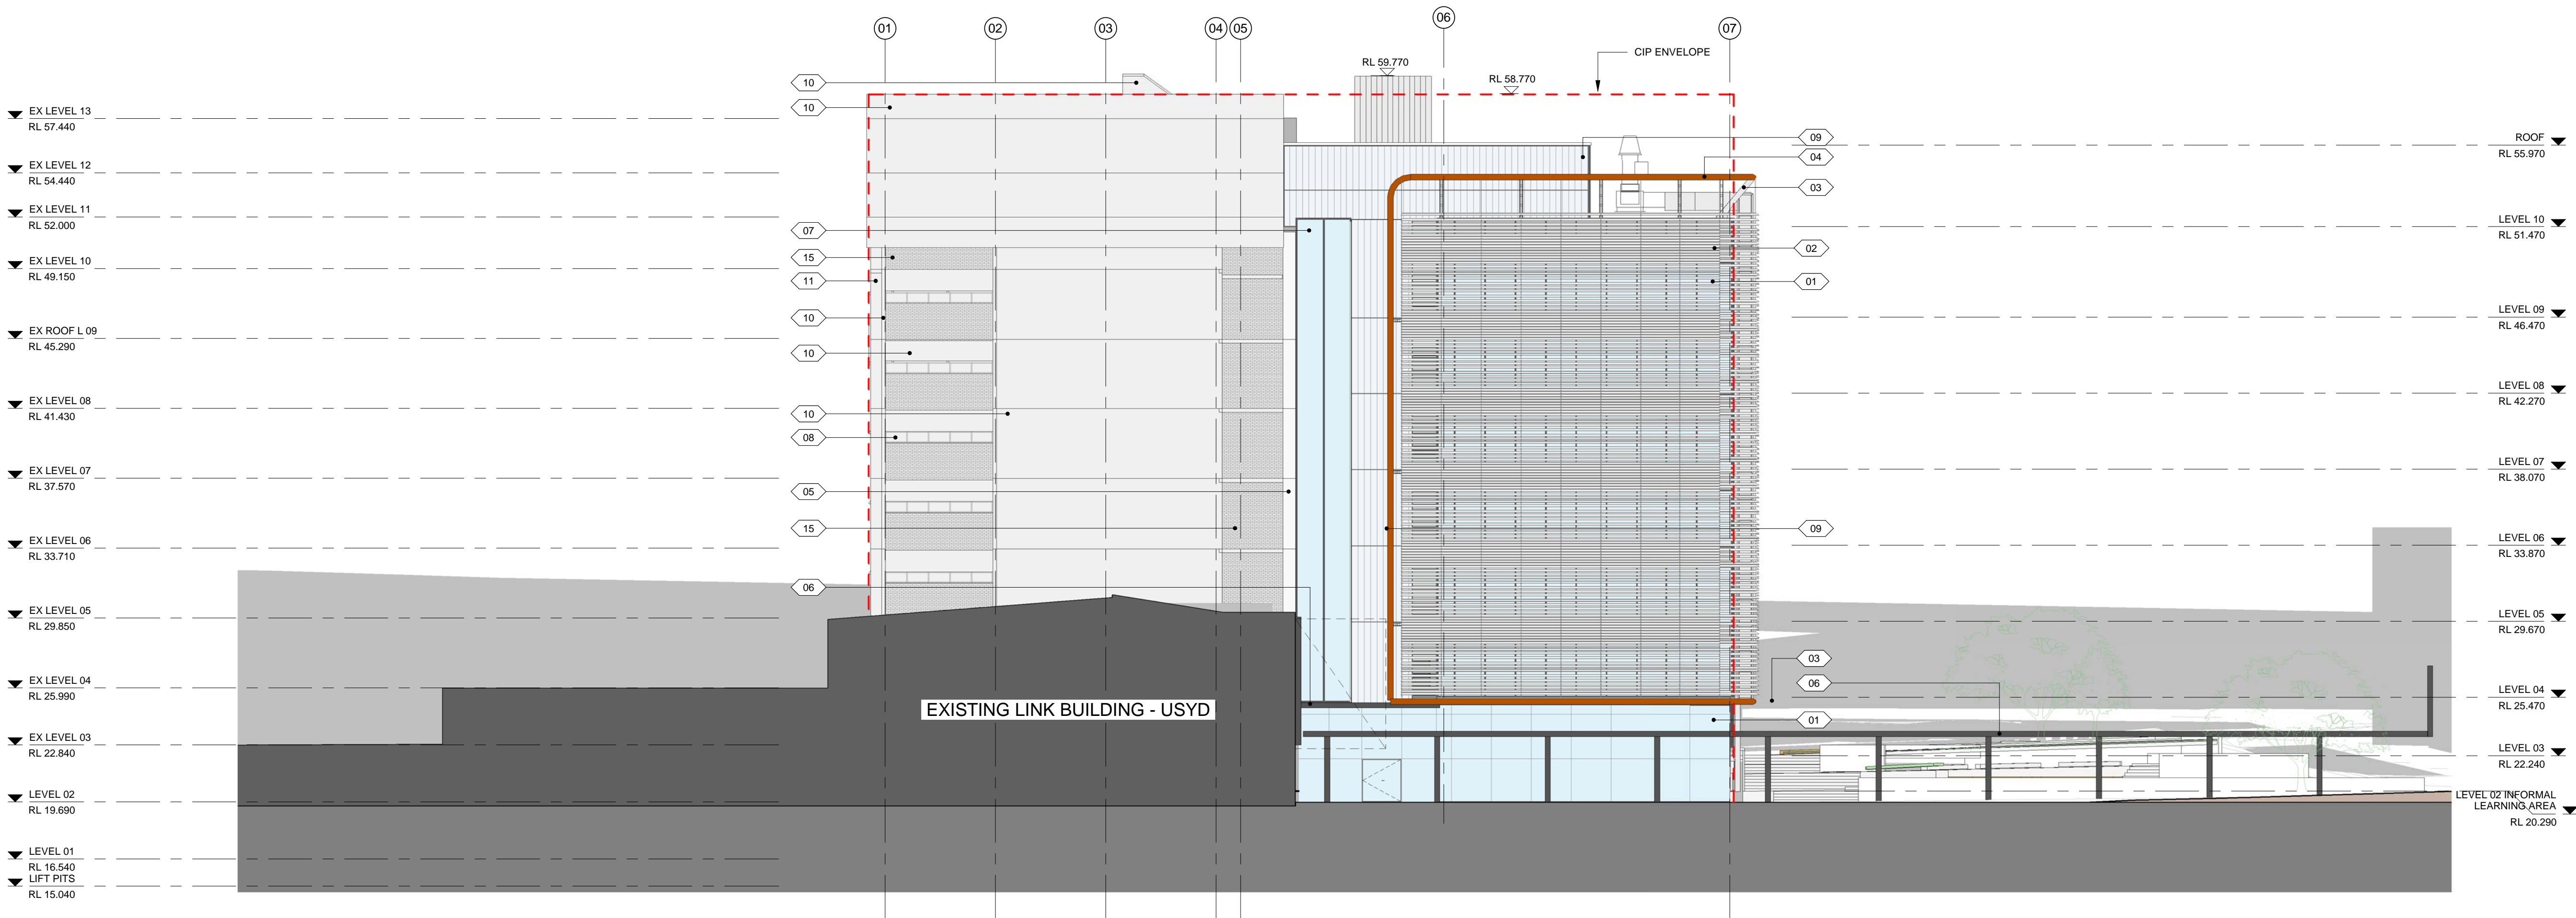 01
02
03
04
05
06
07
CIP ENVELOPE
RL 59.770
RL 58.770
10
10
EX LEVEL 13
RL 57.440
EX LEVEL 12
RL 54.440
EX LEVEL 11
RL 52.000
EX LEVEL 10
RL 49.150
EX ROOF L 09
RL 45.290
EX LEVEL 08
RL 41.430
EX LEVEL 07
RL 37.570
EX LEVEL 06
RL 33.710
EX LEVEL 05
RL 29.850
EX LEVEL 04
RL 25.990
EX LEVEL 03
RL 22.840
LEVEL 02
RL 19.690
LEVEL 01
RL 16.540
LIFT PITS
RL 15.040
07
15
11
10
10
10
08
05
15
06
EXISTING LINK BUILDING - USYD
09
04
03
02
01
09
03
06
01
ROOF
RL 55.970
LEVEL 10
RL 51.470
LEVEL 09
RL 46.470
LEVEL 08
RL 42.270
LEVEL 07
RL 38.070
LEVEL 06
RL 33.870
LEVEL 05
RL 29.670
LEVEL 04
RL 25.470
LEVEL 03
RL 22.240
LEVEL 02 INFORMAL
LEARNING AREA
RL 20.290